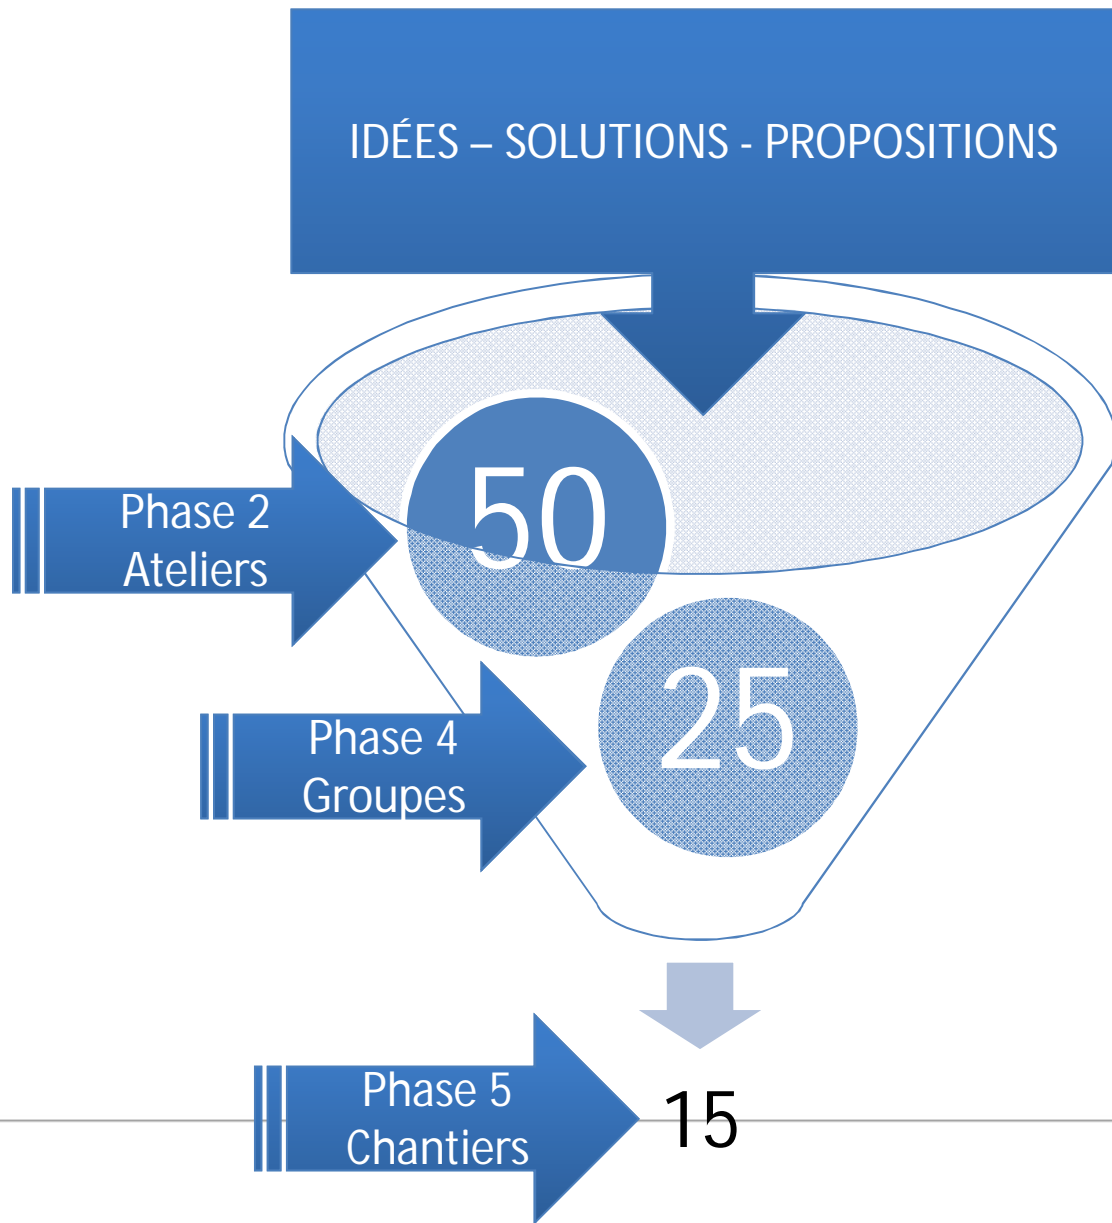 IDÉES – SOLUTIONS - PROPOSITIONS
Phase 2
Ateliers
50
Phase 4
Groupes
25
Phase 5
Chantiers
15